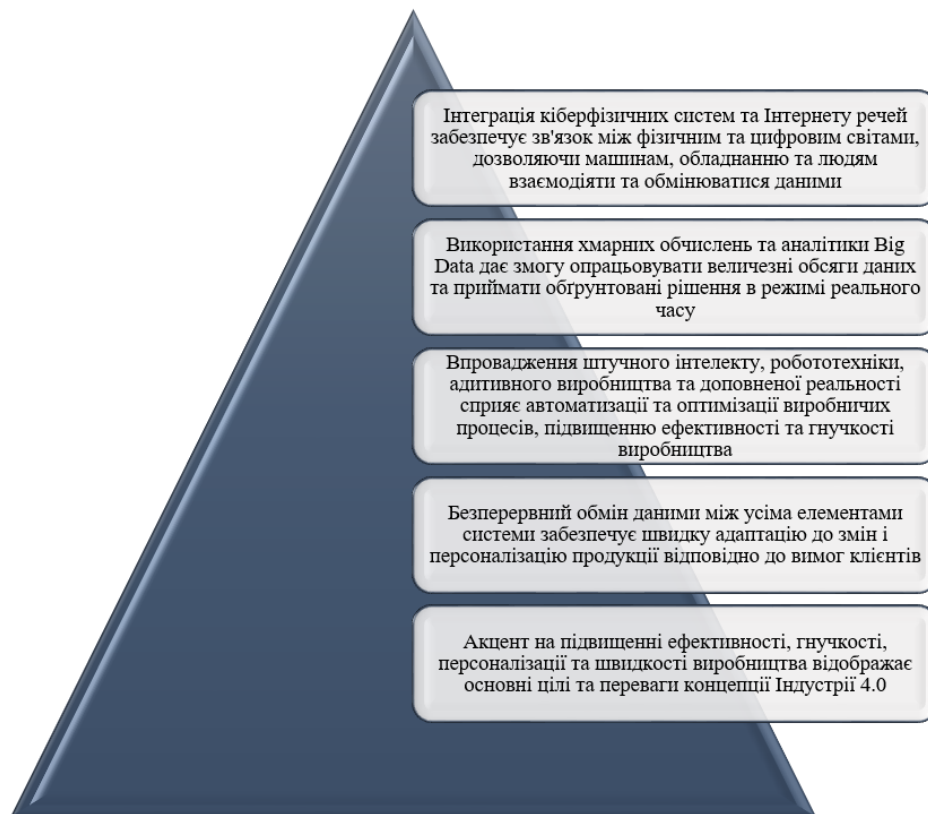 Інтеграція кіберфізичних систем та Інтернету речей
забезпечує зв'язок між фізичним та цифровим світами,
дозволяючи машинам, обладнанню та людям
взаємодіяти та обмінюватися даними
Використання хмарних обчислень та аналітики Big
Data дає змогу опрацьовувати величезні обсяги даних
та приймати обґрунтовані рішення в режимі реального
часу
Впровадження штучного інтелекту, робототехніки,
адитивного виробництва та доповненої реальності
сприяє автоматизації та оптимізації виробничих
процесів, підвищенню ефективності та гнучкості
виробництва
Безперервний обмін даними між усіма елементами
системи забезпечує швидку адаптацію до змін і
персоналізацію продукції відповідно до вимог клієнтів
Акцент на підвищенні ефективності, гнучкості,
персоналізації та швидкості виробництва відображає
основні цілі та переваги концепції Індустрії 4.0